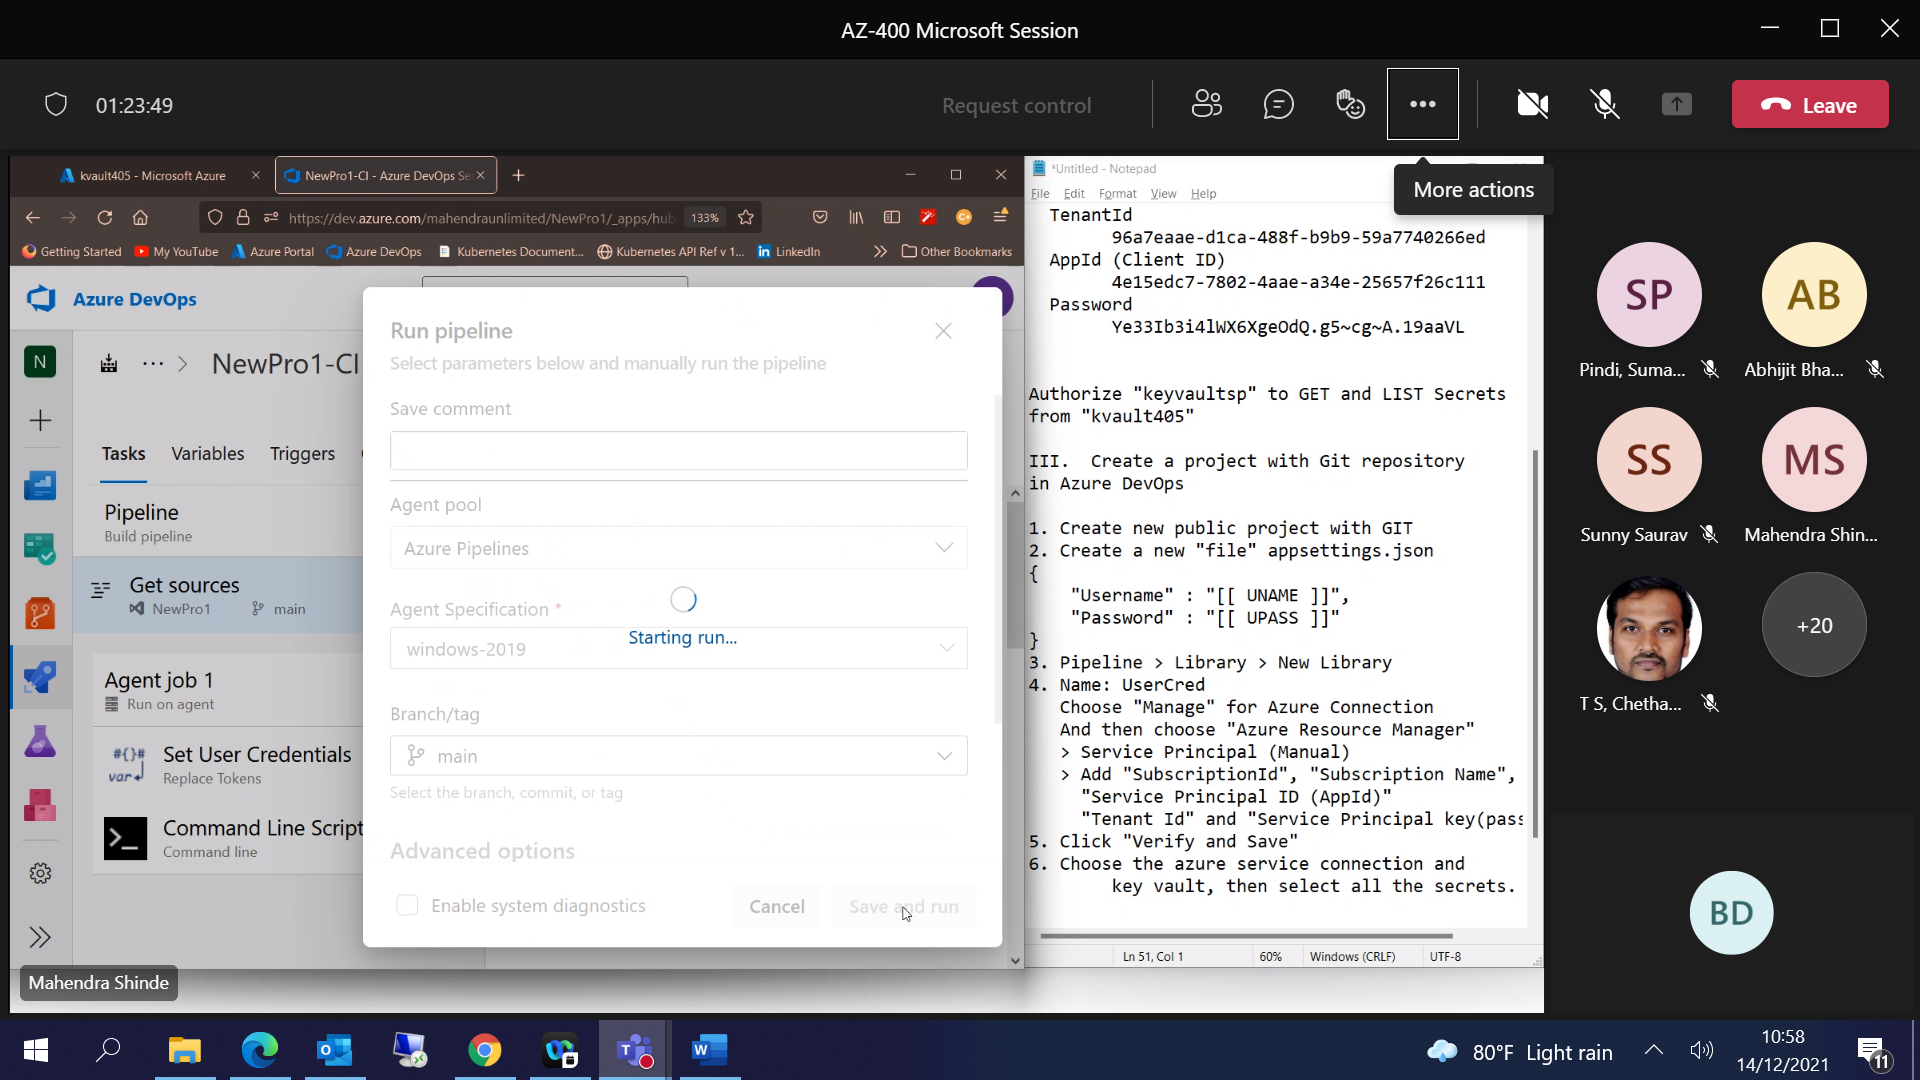 AZ-400 Microsoft Session
01:23:49
Request control
Leave
More actions
kvault405 - Microsoft Azure
NewPro1-CI - Azure DevOps Se
https://dev.azure.com/mahendraunlimited/NewPro1/_apps/hub
133%
Getting Started
My YouTube
Azure Portal
Azure DevOps
Kubernetes Document...
Kubernetes API Ref v 1...
LinkedIn
Other Bookmarks
Azure DevOps
N
NewPro1-CI
Tasks
Variables
Triggers
Pipeline
Build pipeline
Get sources
NewPro1
main
Agent job 1
Run on agent
#{}#
var
Set User Credentials
Replace Tokens
Command Line Script
Command line
Run pipeline
Select parameters below and manually run the pipeline
Save comment
Agent pool
Azure Pipelines
Agent Specification *
windows-2019
Starting run...
Branch/tag
main
Select the branch, commit, or tag
Advanced options
Enable system diagnostics
Cancel
Save and run
Mahendra Shinde
*Untitled - Notepad
File Edit Format View Help
TenantId
96a7eaae-d1ca-488f-b9b9-59a7740266ed
AppId (Client ID)
4e15edc7-7802-4aae-a34e-25657f26c111
Password
Ye33Ib3i4lWX6XgeOdQ.g5~cg~A.19aaVL
Authorize "keyvaultsp" to GET and LIST Secrets
from "kvault405"
III. Create a project with Git repository
in Azure DevOps
1. Create new public project with GIT
2. Create a new "file" appsettings.json
{
"Username" : "[[ UNAME ]]",
"Password" : "[[ UPASS ]]"
}
3. Pipeline > Library > New Library
4. Name: UserCred
Choose "Manage" for Azure Connection
And then choose "Azure Resource Manager"
> Service Principal (Manual)
> Add "SubscriptionId", "Subscription Name",
"Service Principal ID (AppId)"
"Tenant Id" and "Service Principal key(pass
5. Click "Verify and Save"
6. Choose the azure service connection and
key vault, then select all the secrets.
Ln 51, Col 1
60%
Windows (CRLF)
UTF-8
SP
Pindi, Suma...
AB
Abhijit Bha...
SS
Sunny Saurav
MS
Mahendra Shin...
T S, Chetha...
+20
BD
80°F Light rain
10:58
14/12/2021
11